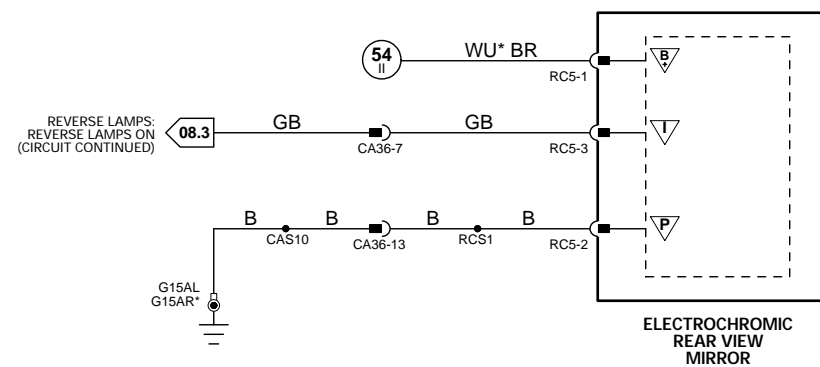 54
II
WU* BR
RC5-1
B
+
REVERSE LAMPS:
REVERSE LAMPS ON
(CIRCUIT CONTINUED)
08.3
GB
CA36-7
GB
RC5-3
I
B
CAS10
B
CA36-13
B
RCS1
B
RC5-2
P
G15AL
G15AR*
ELECTROCHROMIC
REAR VIEW
MIRROR